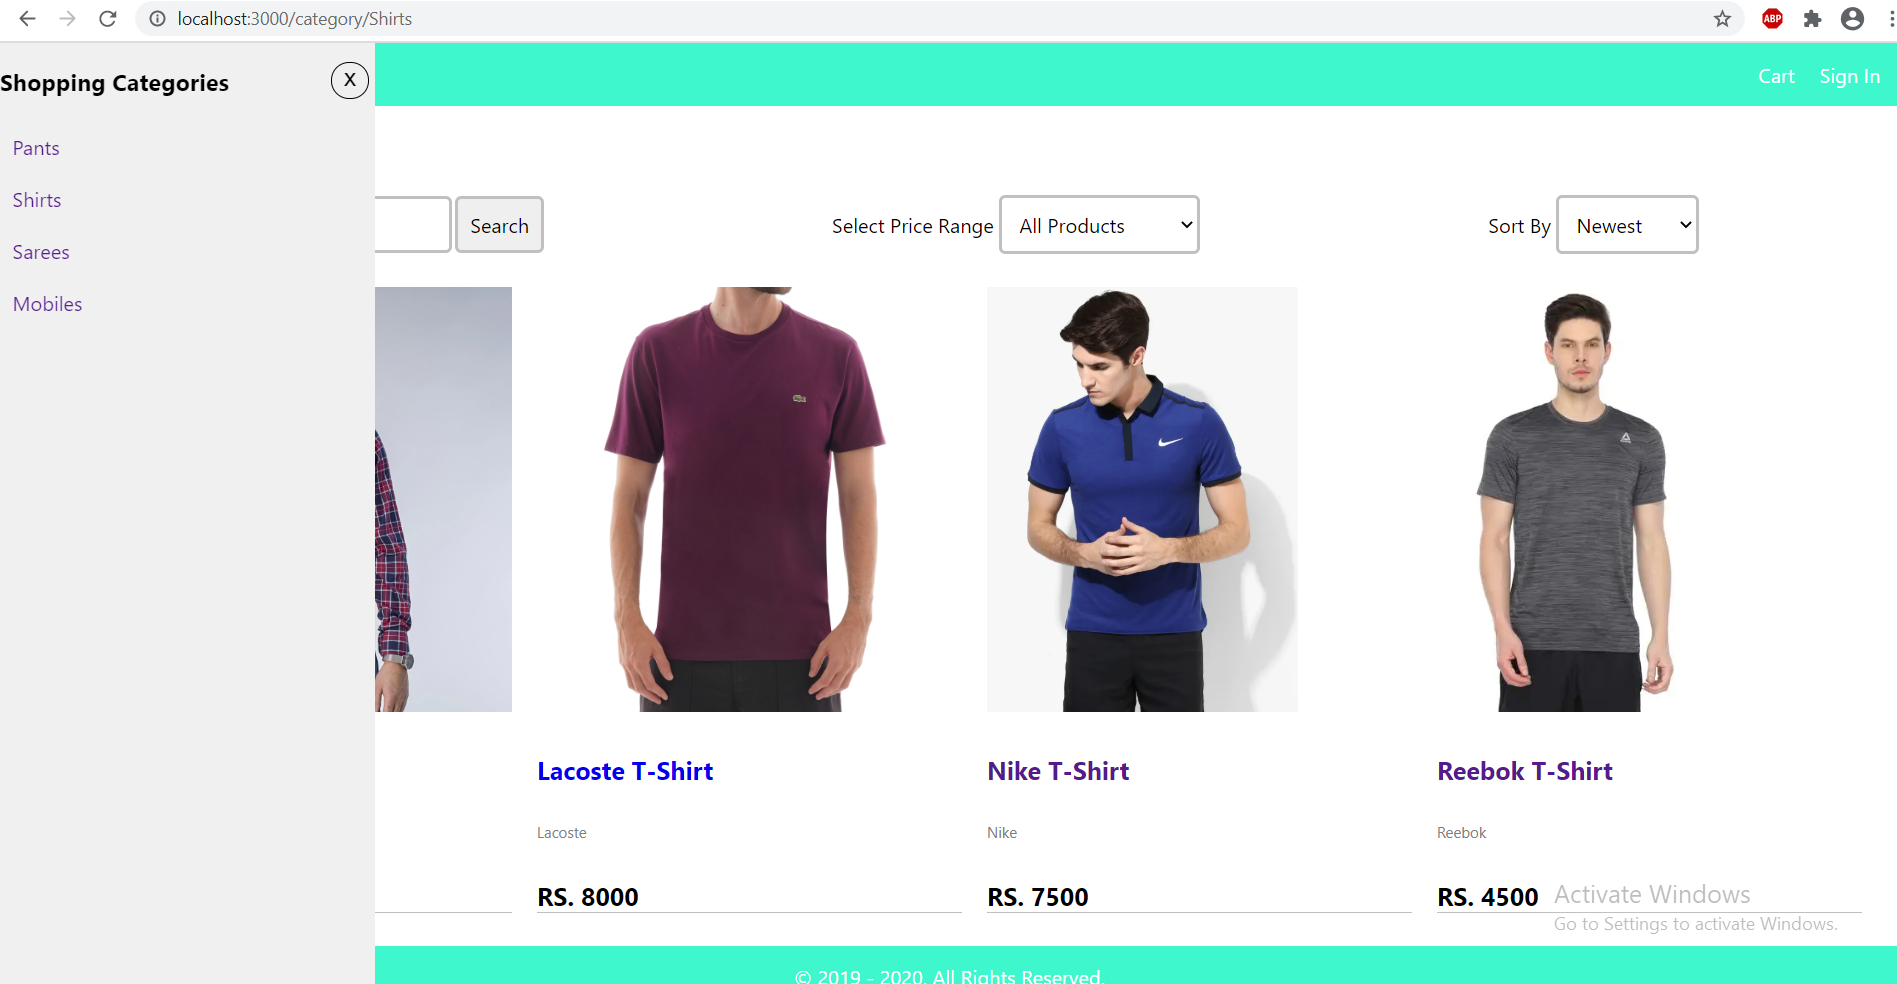 localhost:3000/category/Shirts
ABP
Shopping Categories
X
Cart
Sign In
Pants
Shirts
Sarees
Mobiles
Search
Select Price Range
All Products
Sort By
Newest
Lacoste T-Shirt
Nike T-Shirt
Reebok T-Shirt
Lacoste
Nike
Reebok
RS. 8000
RS. 7500
RS. 4500
Activate Windows
Go to Settings to activate Windows.
© 2019 - 2020. All Rights Reserved.